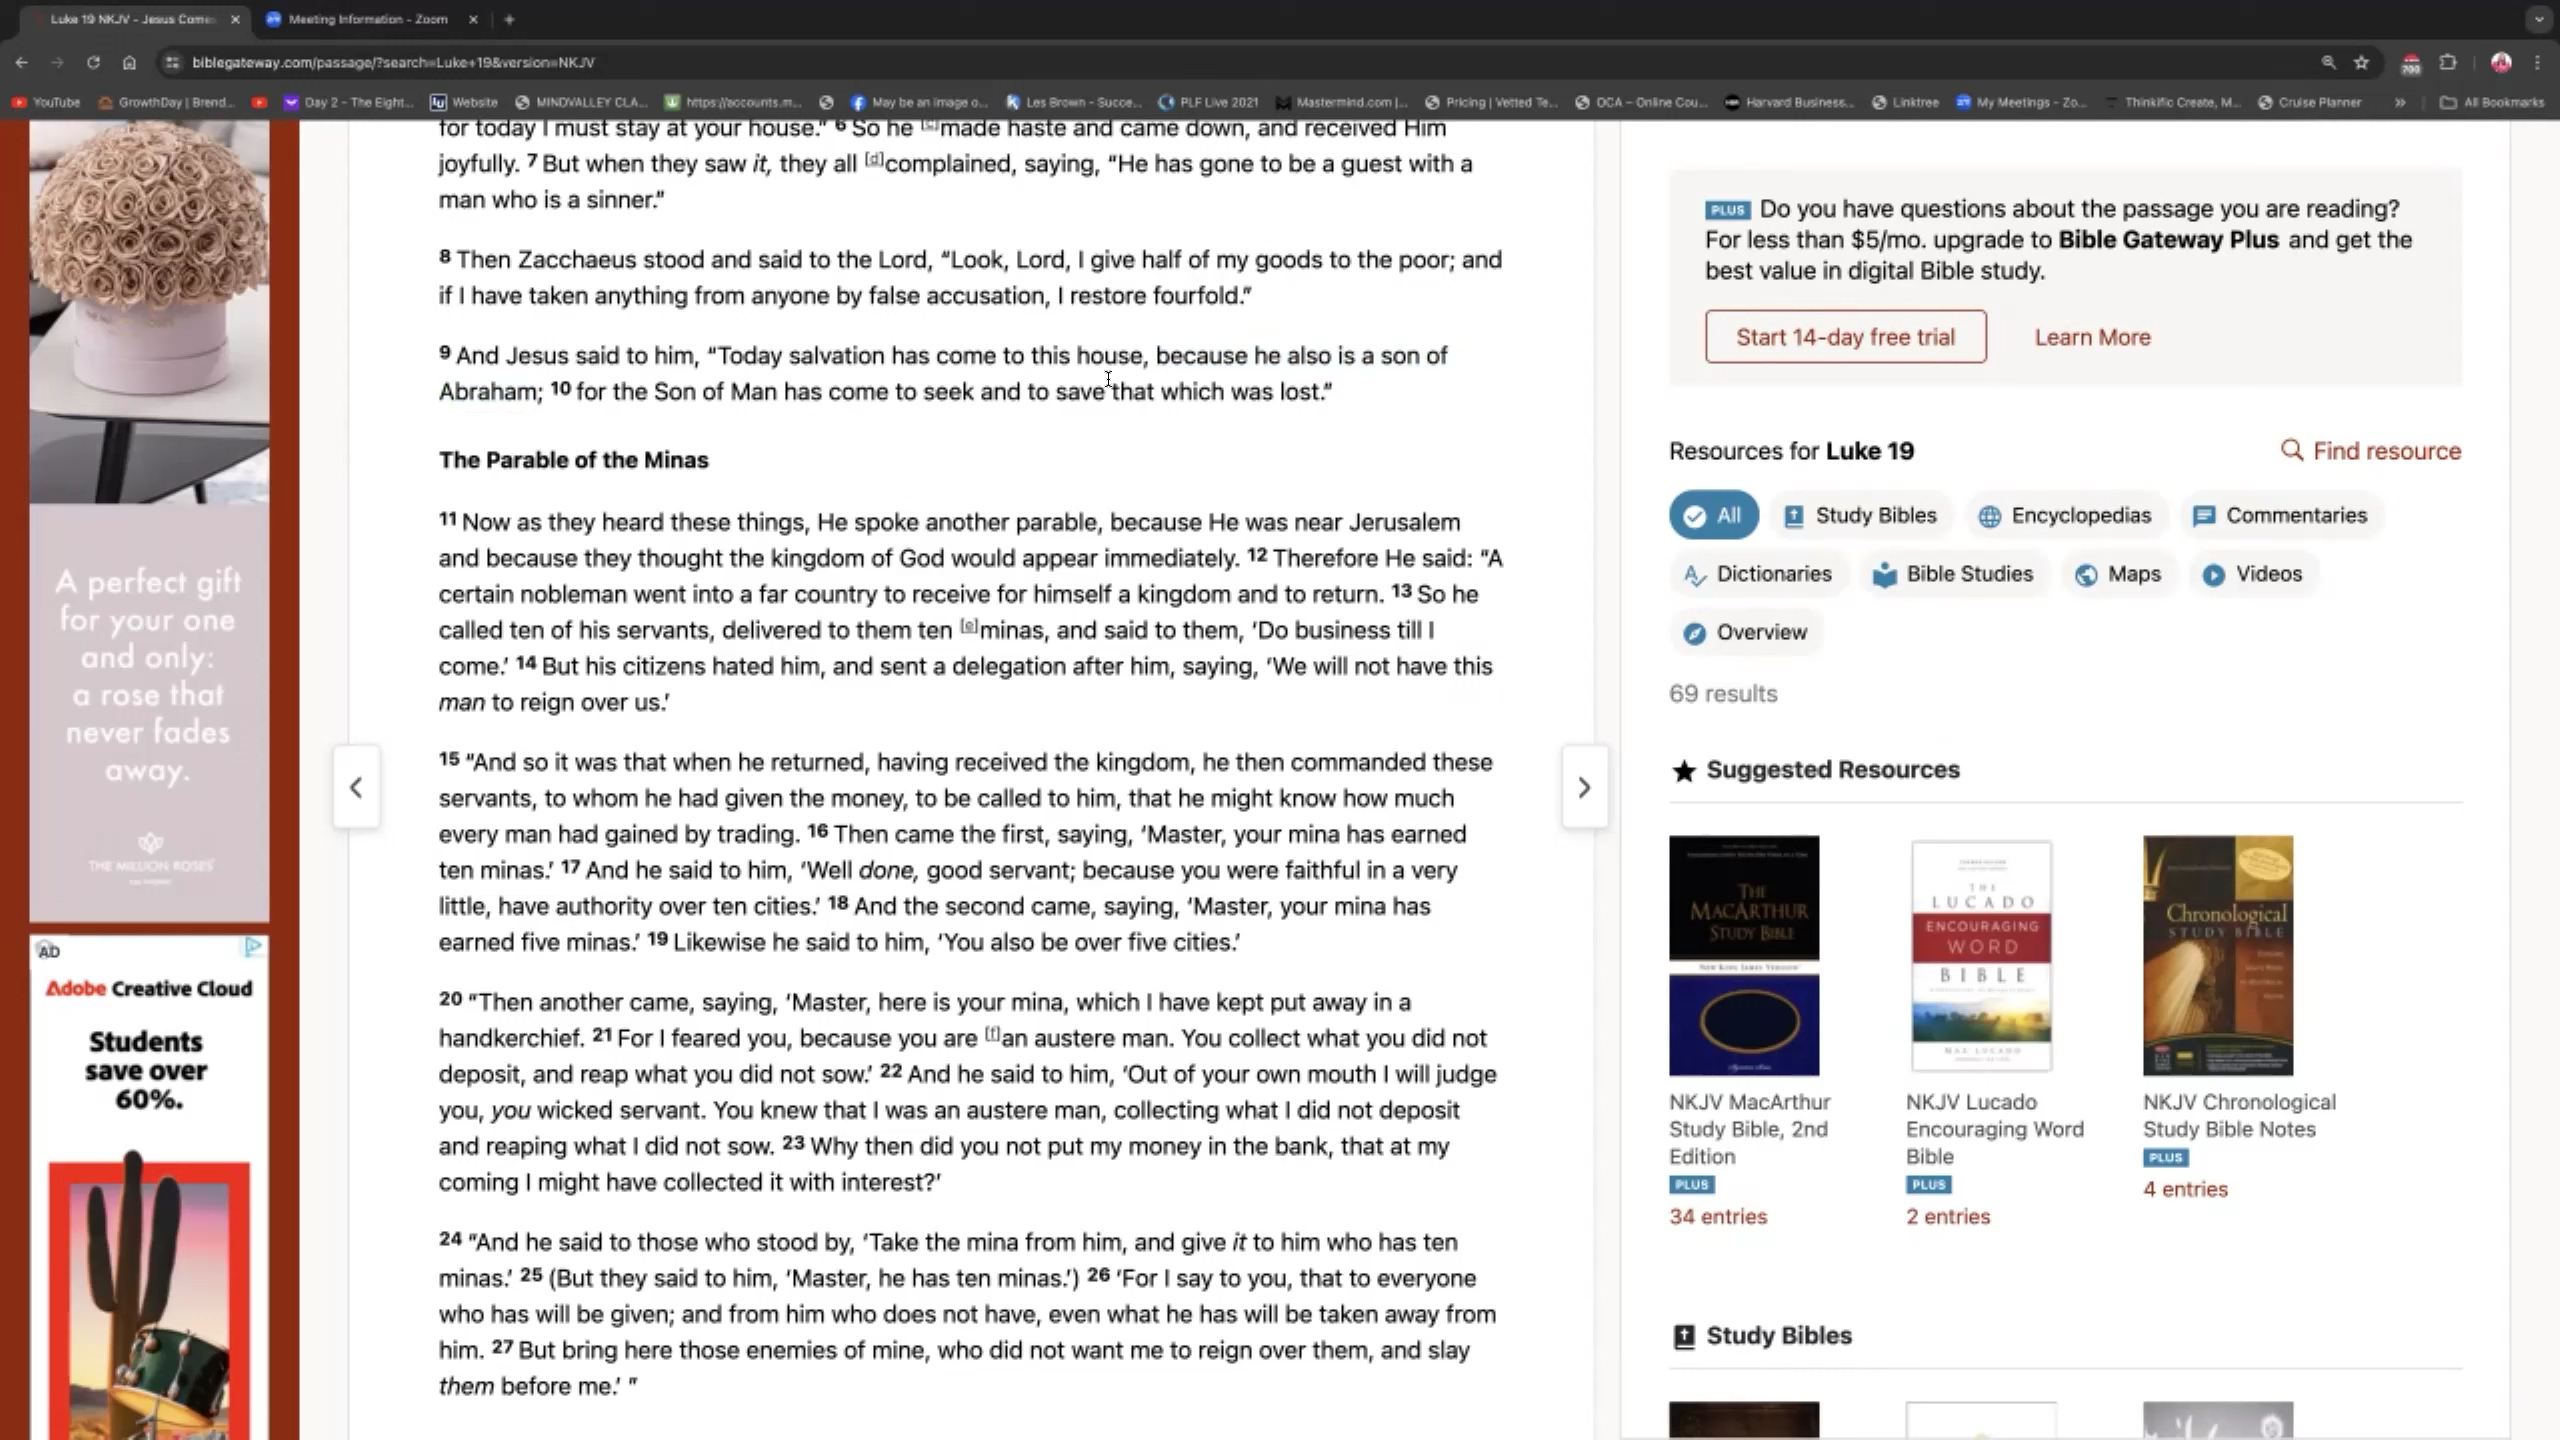 Luke 19 NKJV - Jesus Come
Meeting Information - Zoom
biblegateway.com/passage/?search=Luke+19&version=NKJV
YouTube
GrowthDay | Brend...
Day 2 – The Eight...
Website
MINDVALLEY CLA...
https://accounts.m...
May be an image o...
Les Brown - Succe...
PLF Live 2021
Mastermind.com |...
Pricing | Vetted Te...
OCA – Online Cou...
Harvard Business...
Linktree
My Meetings - Zo...
Thinkific Create, M...
Cruise Planner
All Bookmarks
for today I must stay at your house." 6 So he [c]made haste and came down, and received Him
joyfully. 7 But when they saw it, they all [d]complained, saying, “He has gone to be a guest with a
man who is a sinner.”
8 Then Zacchaeus stood and said to the Lord, “Look, Lord, I give half of my goods to the poor; and
if I have taken anything from anyone by false accusation, I restore fourfold.”
9 And Jesus said to him, “Today salvation has come to this house, because he also is a son of
Abraham; 10 for the Son of Man has come to seek and to save that which was lost.”
The Parable of the Minas
11 Now as they heard these things, He spoke another parable, because He was near Jerusalem
and because they thought the kingdom of God would appear immediately. 12 Therefore He said: “A
certain nobleman went into a far country to receive for himself a kingdom and to return. 13 So he
called ten of his servants, delivered to them ten [e]minas, and said to them, ‘Do business till I
come.’ 14 But his citizens hated him, and sent a delegation after him, saying, ‘We will not have this
man to reign over us.’
15 “And so it was that when he returned, having received the kingdom, he then commanded these
servants, to whom he had given the money, to be called to him, that he might know how much
every man had gained by trading. 16 Then came the first, saying, ‘Master, your mina has earned
ten minas.’ 17 And he said to him, ‘Well done, good servant; because you were faithful in a very
little, have authority over ten cities.’ 18 And the second came, saying, ‘Master, your mina has
earned five minas.’ 19 Likewise he said to him, ‘You also be over five cities.’
20 “Then another came, saying, ‘Master, here is your mina, which I have kept put away in a
handkerchief. 21 For I feared you, because you are [f]an austere man. You collect what you did not
deposit, and reap what you did not sow.’ 22 And he said to him, ‘Out of your own mouth I will judge
you, you wicked servant. You knew that I was an austere man, collecting what I did not deposit
and reaping what I did not sow. 23 Why then did you not put my money in the bank, that at my
coming I might have collected it with interest?’
24 “And he said to those who stood by, ‘Take the mina from him, and give it to him who has ten
minas.’ 25 (But they said to him, ‘Master, he has ten minas.’) 26 ‘For I say to you, that to everyone
who has will be given; and from him who does not have, even what he has will be taken away from
him. 27 But bring here those enemies of mine, who did not want me to reign over them, and slay
them before me.’ ”
A perfect gift
for your one
and only:
a rose that
never fades
away.
THE MILLION ROSES
AD
Adobe Creative Cloud
Students
save over
60%.
PLUS Do you have questions about the passage you are reading?
For less than $5/mo. upgrade to Bible Gateway Plus and get the
best value in digital Bible study.
Start 14-day free trial
Learn More
Resources for Luke 19
Find resource
All
Study Bibles
Encyclopedias
Commentaries
Dictionaries
Bible Studies
Maps
Videos
Overview
69 results
Suggested Resources
THE
MACARTHUR
STUDY BIBLE
NEW KING JAMES VERSION
THE
LUCADO
ENCOURAGING
WORD
BIBLE
MAX LUCADO
Chronological
STUDY BIBLE
NKJV MacArthur
Study Bible, 2nd
Edition
PLUS
34 entries
NKJV Lucado
Encouraging Word
Bible
PLUS
2 entries
NKJV Chronological
Study Bible Notes
PLUS
4 entries
Study Bibles